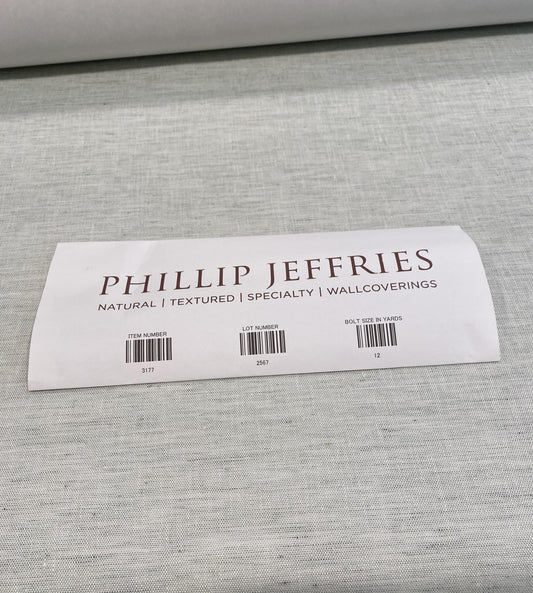 PHILLIP JEFFRIES
NATURAL | TEXTURED | SPECIALTY | WALLCOVERINGS
ITEM NUMBER
3177
LOT NUMBER
2567
BOLT SIZE IN YARDS
12